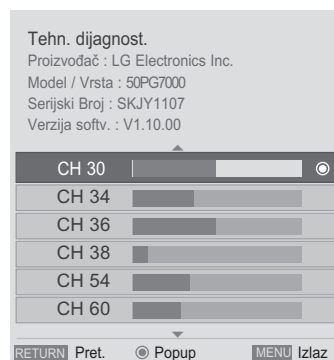 Tehn. dijagnost.
Proizvođač : LG Electronics Inc.
Model / Vrsta : 50PG7000
Serijski Broj : SKJY1107
Verzija softv. : V1.10.00
CH 30
CH 34
CH 36
CH 38
CH 54
CH 60
RETURN Pret. Popup MENU Izlaz